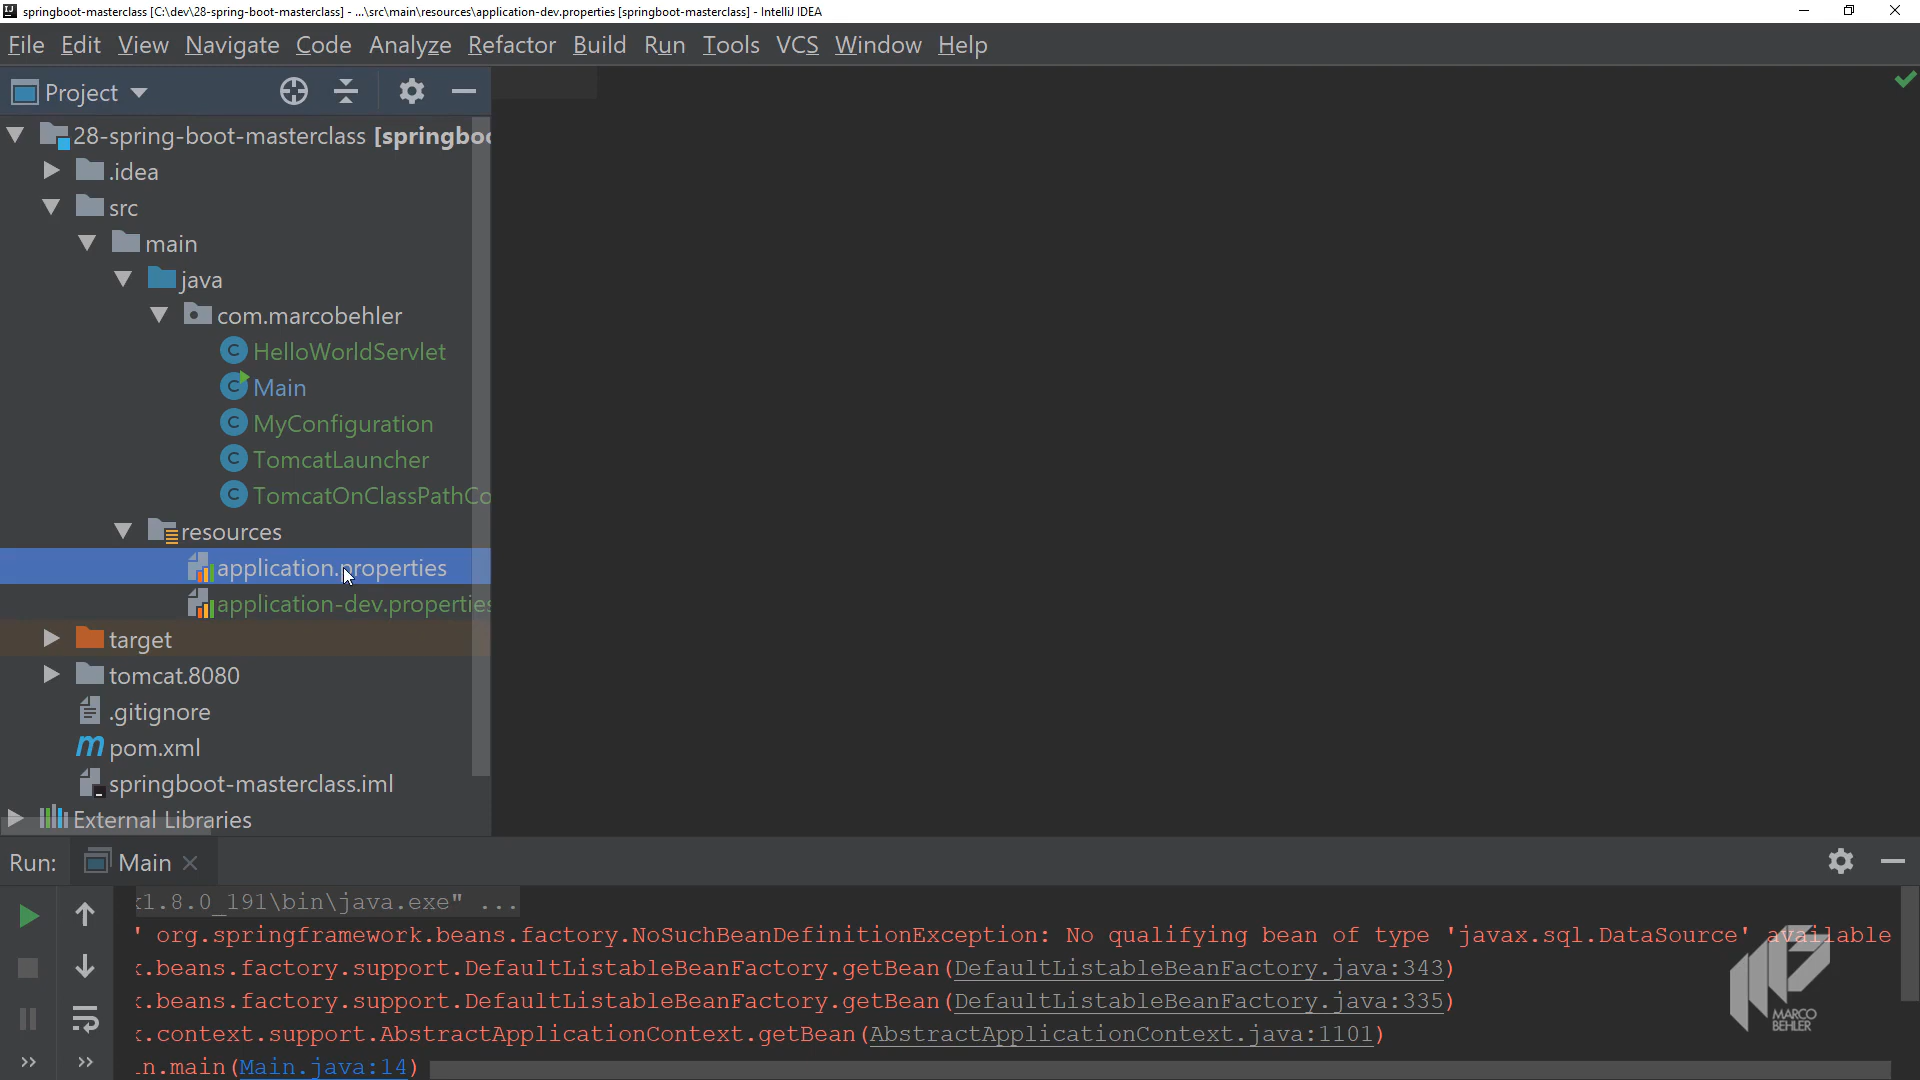 springboot-masterclass [C:\dev\28-spring-boot-masterclass] - ...\src\main\resources\application-dev.properties [springboot-masterclass] - IntelliJ IDEA
File Edit View Navigate Code Analyze Refactor Build Run Tools VCS Window Help
Project
28-spring-boot-masterclass [springboo
.idea
src
main
java
com.marcobehler
HelloWorldServlet
Main
MyConfiguration
TomcatLauncher
TomcatOnClassPathCo
resources
application.properties
application-dev.properties
target
tomcat.8080
.gitignore
pom.xml
springboot-masterclass.iml
External Libraries
Run: Main
1.8.0_191\bin\java.exe" ...
' org.springframework.beans.factory.NoSuchBeanDefinitionException: No qualifying bean of type 'javax.sql.DataSource' available
.beans.factory.support.DefaultListableBeanFactory.getBean(DefaultListableBeanFactory.java:343)
.beans.factory.support.DefaultListableBeanFactory.getBean(DefaultListableBeanFactory.java:335)
.context.support.AbstractApplicationContext.getBean(AbstractApplicationContext.java:1101)
n.main(Main.java:14)
MARCO
BEHLER